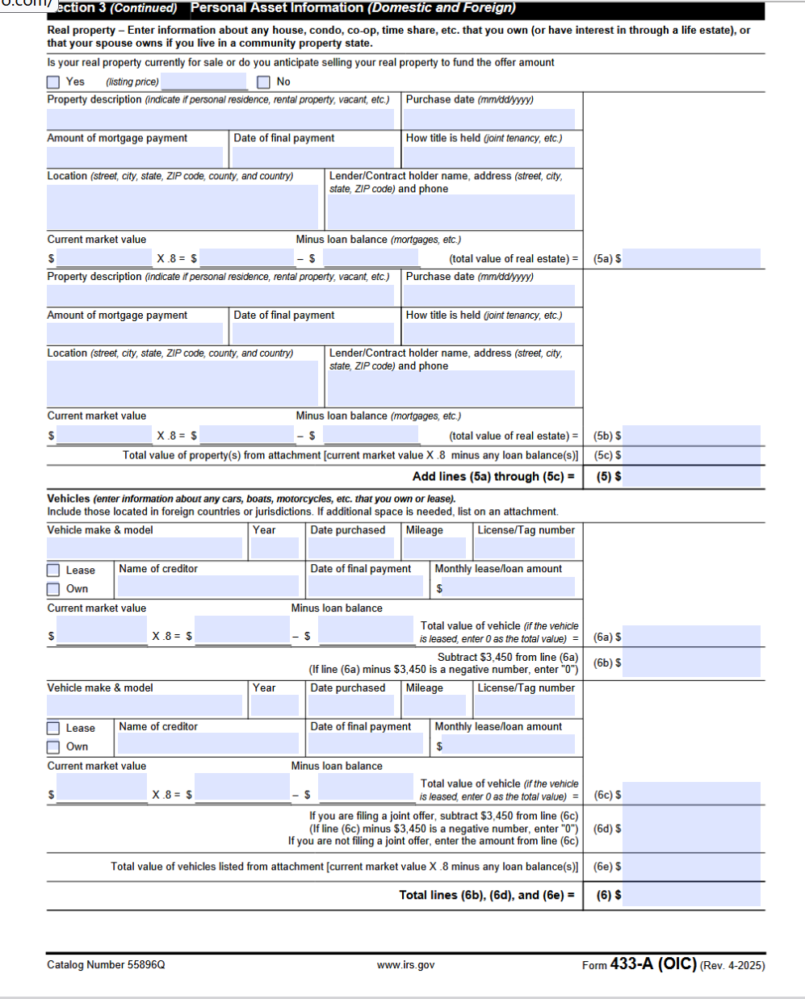 o.com/
ection 3 (Continued) Personal Asset Information (Domestic and Foreign)
Real property – Enter information about any house, condo, co-op, time share, etc. that you own (or have interest in through a life estate), or
that your spouse owns if you live in a community property state.
Is your real property currently for sale or do you anticipate selling your real property to fund the offer amount
Yes (listing price) No
Property description (indicate if personal residence, rental property, vacant, etc.) Purchase date (mm/dd/yyyy)
Amount of mortgage payment Date of final payment How title is held (joint tenancy, etc.)
Location (street, city, state, ZIP code, county, and country) Lender/Contract holder name, address (street, city,
state, ZIP code) and phone
Current market value Minus loan balance (mortgages, etc.)
$ X .8 = $ – $ (total value of real estate) = (5a) $
Property description (indicate if personal residence, rental property, vacant, etc.) Purchase date (mm/dd/yyyy)
Amount of mortgage payment Date of final payment How title is held (joint tenancy, etc.)
Location (street, city, state, ZIP code, county, and country) Lender/Contract holder name, address (street, city,
state, ZIP code) and phone
Current market value Minus loan balance (mortgages, etc.)
$ X .8 = $ – $ (total value of real estate) = (5b) $
Total value of property(s) from attachment [current market value X .8 minus any loan balance(s)] (5c) $
Add lines (5a) through (5c) = (5) $
Vehicles (enter information about any cars, boats, motorcycles, etc. that you own or lease).
Include those located in foreign countries or jurisdictions. If additional space is needed, list on an attachment.
Vehicle make & model Year Date purchased Mileage License/Tag number
Lease Name of creditor Date of final payment Monthly lease/loan amount
Own $
Current market value Minus loan balance
Total value of vehicle (if the vehicle
$ X .8 = $ – $ is leased, enter 0 as the total value) = (6a) $
Subtract $3,450 from line (6a)
(If line (6a) minus $3,450 is a negative number, enter "0") (6b) $
Vehicle make & model Year Date purchased Mileage License/Tag number
Lease Name of creditor Date of final payment Monthly lease/loan amount
Own $
Current market value Minus loan balance
Total value of vehicle (if the vehicle
$ X .8 = $ – $ is leased, enter 0 as the total value) = (6c) $
If you are filing a joint offer, subtract $3,450 from line (6c)
(If line (6c) minus $3,450 is a negative number, enter "0") (6d) $
If you are not filing a joint offer, enter the amount from line (6c)
Total value of vehicles listed from attachment [current market value X .8 minus any loan balance(s)] (6e) $
Total lines (6b), (6d), and (6e) = (6) $
Catalog Number 55896Q www.irs.gov Form 433-A (OIC) (Rev. 4-2025)